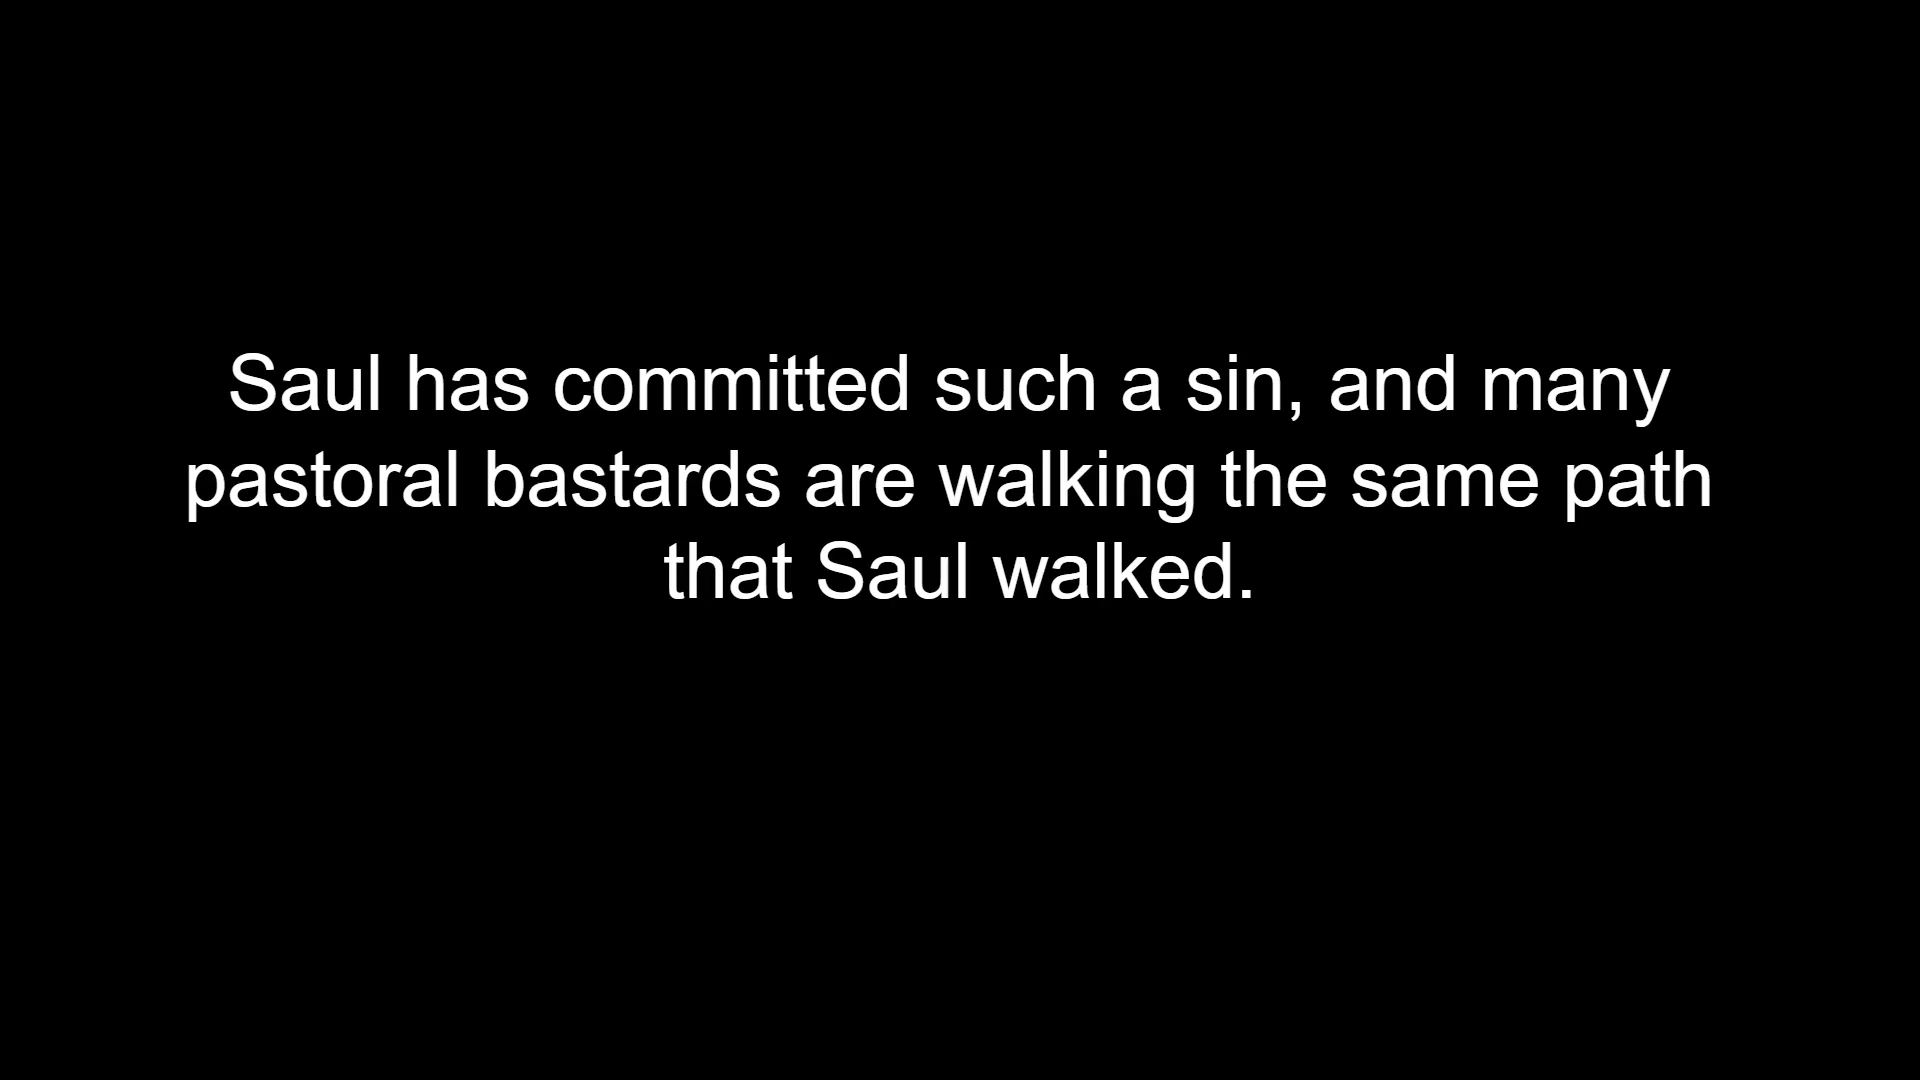 Saul has committed such a sin, and many
pastoral bastards are walking the same path
that Saul walked.